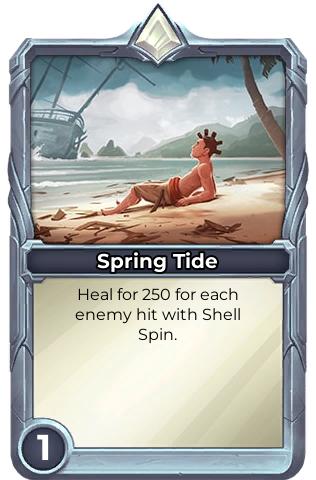 Spring Tide
Heal for 250 for each
enemy hit with Shell
Spin.
1